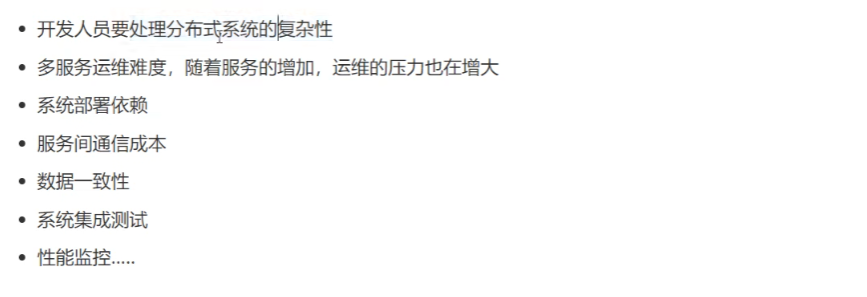 • 开发人员要处理分布式系统的复杂性
• 多服务运维难度，随着服务的增加，运维的压力也在增大
• 系统部署依赖
• 服务间通信成本
• 数据一致性
• 系统集成测试
• 性能监控.....